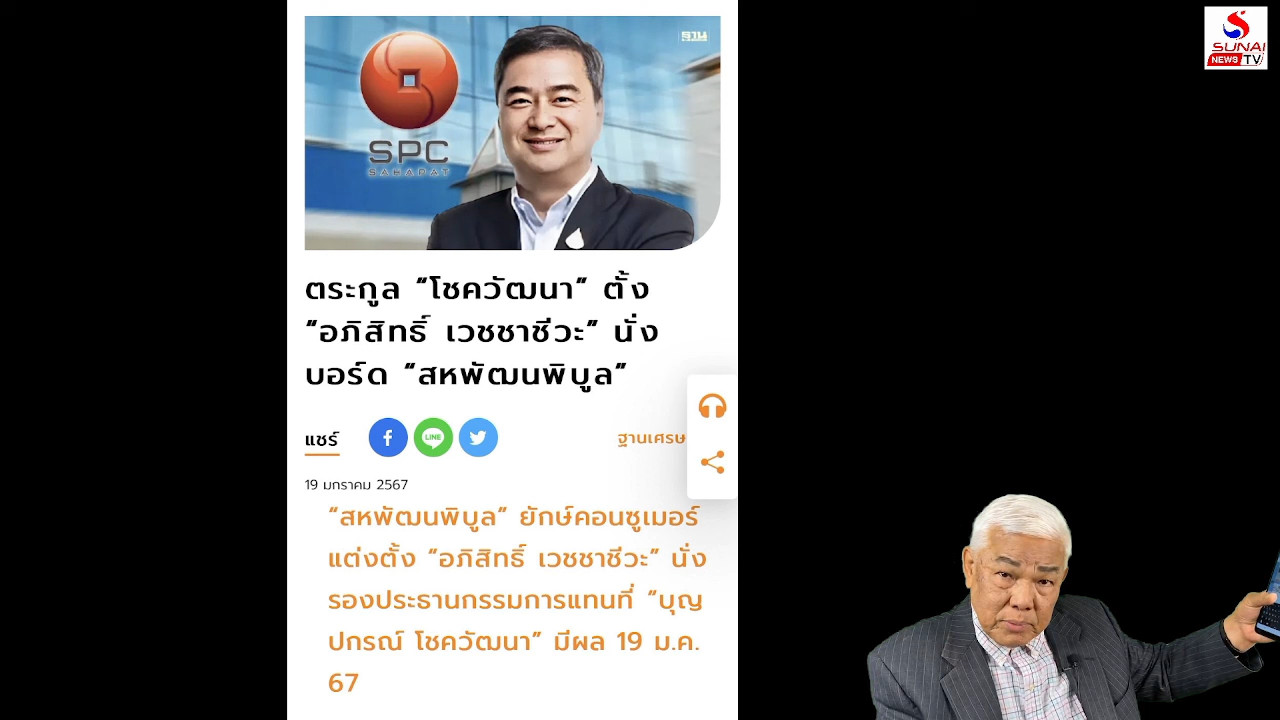 ฐาน
SPC
SAHAPAT
SUNAI
NEWS TV
ตระกูล “โชควัฒนา” ตั้ง
“อภิสิทธิ์ เวชชาชีวะ” นั่ง
บอร์ด “สหพัฒนพิบูล”
แชร์
LINE
ฐานเศรษ
19 มกราคม 2567
“สหพัฒนพิบูล” ยักษ์คอนซูเมอร์
แต่งตั้ง “อภิสิทธิ์ เวชชาชีวะ” นั่ง
รองประธานกรรมการแทนที่ “บุญ
ปกรณ์ โชควัฒนา” มีผล 19 ม.ค.
67